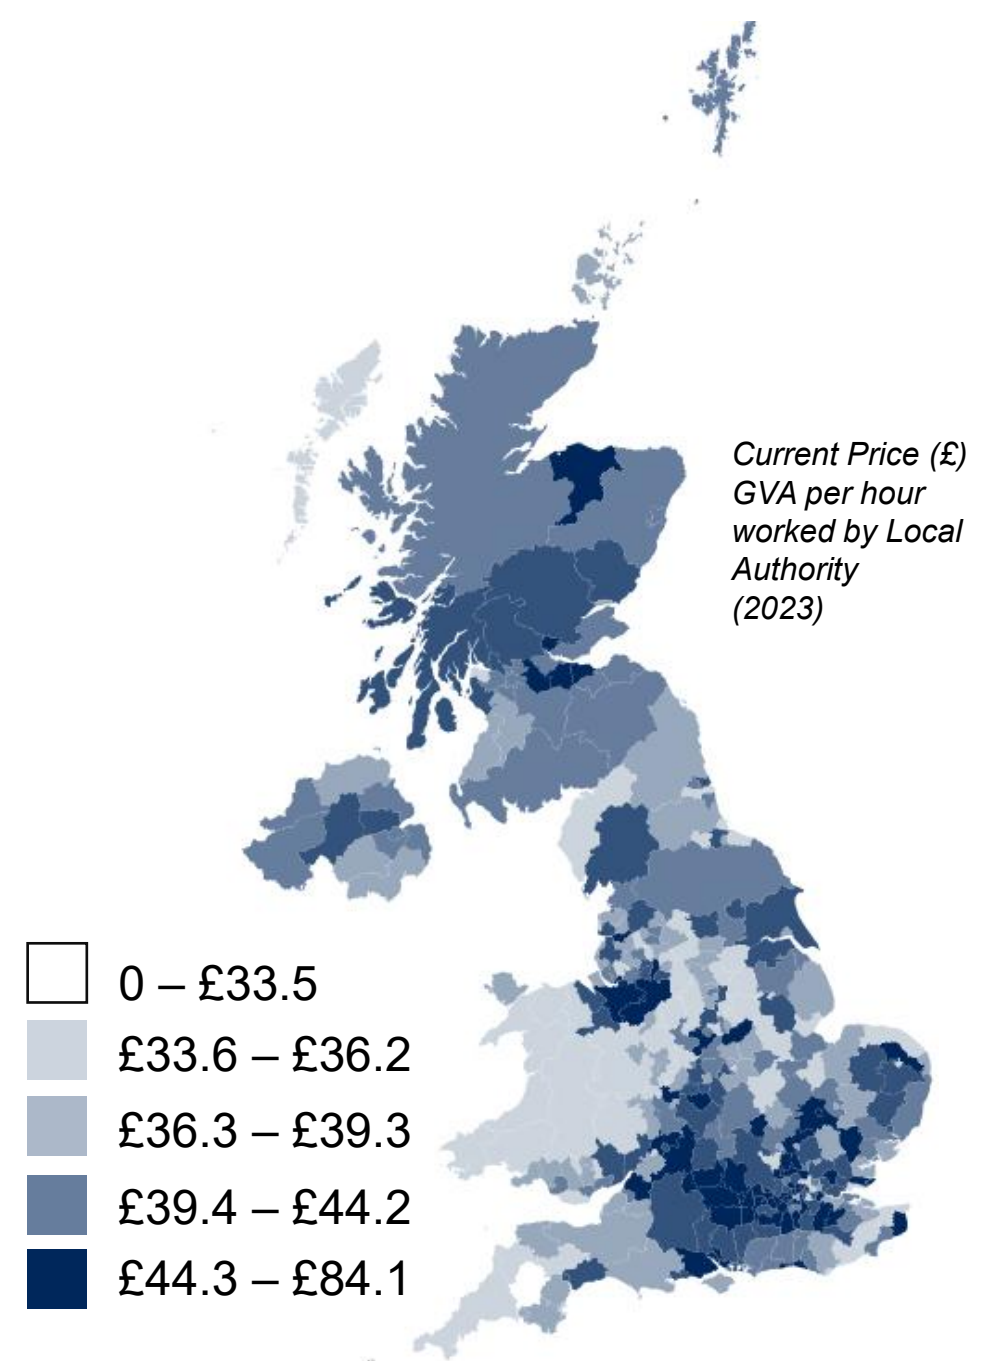 Current Price (£)
GVA per hour
worked by Local
Authority
(2023)
0 – £33.5
£33.6 – £36.2
£36.3 – £39.3
£39.4 – £44.2
£44.3 – £84.1